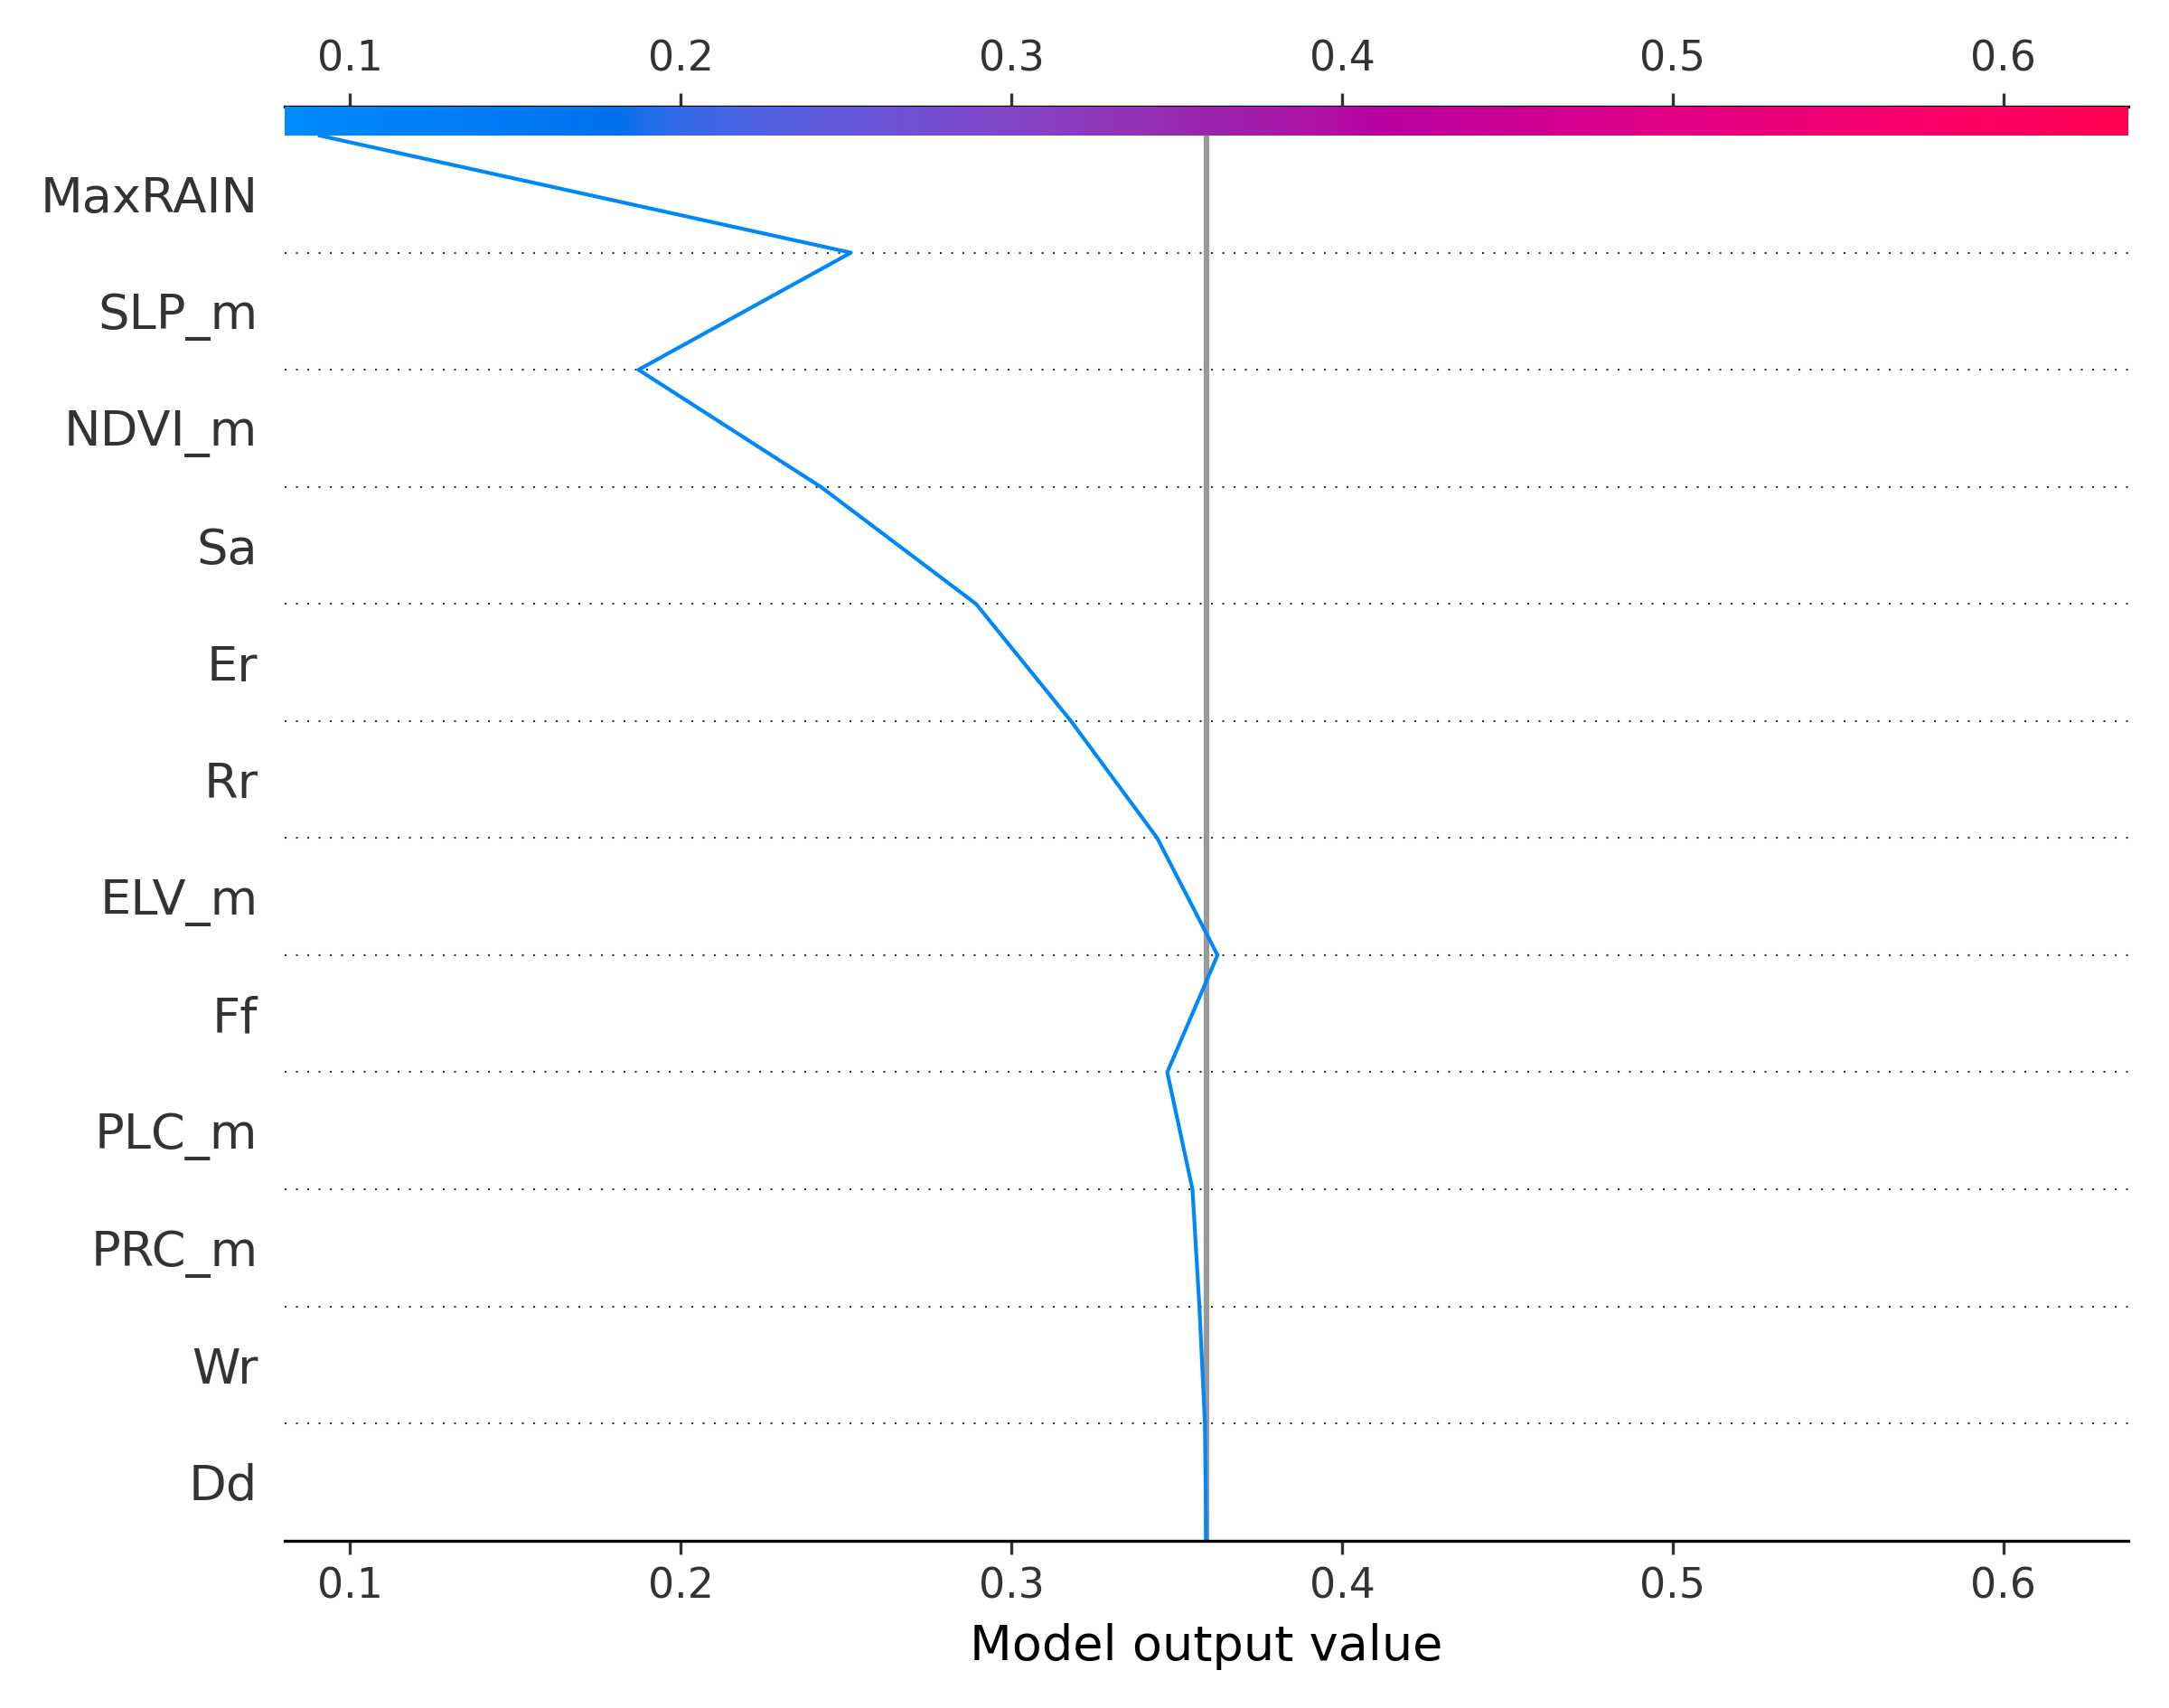 0.1 0.2 0.3 0.4 0.5 0.6
MaxRAIN
SLP_m
NDVI_m
Sa
Er
Rr
ELV_m
Ff
PLC_m
PRC_m
Wr
Dd
0.1 0.2 0.3 0.4 0.5 0.6
Model output value